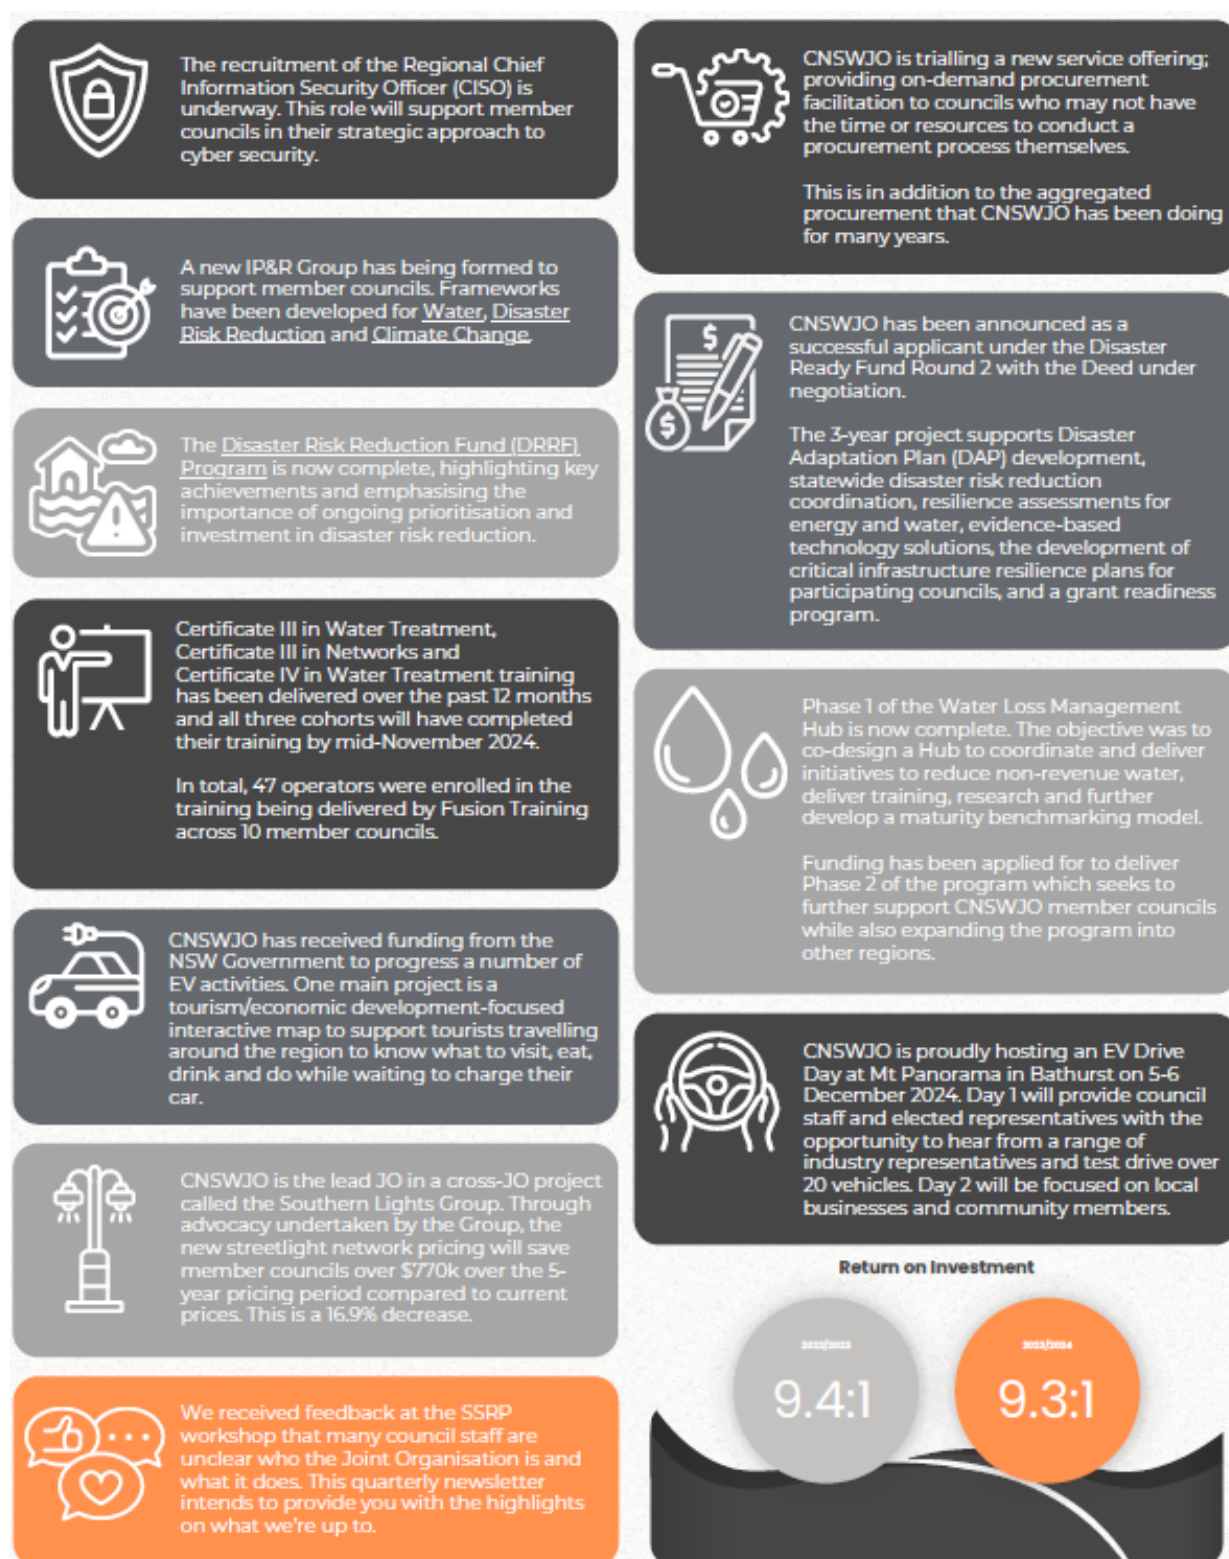 The recruitment of the Regional Chief
Information Security Officer (CISO) is
underway. This role will support member
councils in their strategic approach to
cyber security.
A new IP&R Group has being formed to
support member councils. Frameworks
have been developed for Water, Disaster
Risk Reduction and Climate Change.
The Disaster Risk Reduction Fund (DRRF)
Program is now complete, highlighting key
achievements and emphasising the
importance of ongoing prioritisation and
investment in disaster risk reduction.
Certificate III in Water Treatment,
Certificate III in Networks and
Certificate IV in Water Treatment training
has been delivered over the past 12 months
and all three cohorts will have completed
their training by mid-November 2024.
In total, 47 operators were enrolled in the
training being delivered by Fusion Training
across 10 member councils.
CNSWJO has received funding from the
NSW Government to progress a number of
EV activities. One main project is a
tourism/economic development-focused
interactive map to support tourists travelling
around the region to know what to visit, eat,
drink and do while waiting to charge their
car.
CNSWJO is the lead JO in a cross-JO project
called the Southern Lights Group. Through
advocacy undertaken by the Group, the
new streetlight network pricing will save
member councils over $770k over the 5-
year pricing period compared to current
prices. This is a 16.9% decrease.
We received feedback at the SSRP
workshop that many council staff are
unclear who the Joint Organisation is and
what it does. This quarterly newsletter
intends to provide you with the highlights
on what we're up to.
CNSWJO is trialling a new service offering;
providing on-demand procurement
facilitation to councils who may not have
the time or resources to conduct a
procurement process themselves.
This is in addition to the aggregated
procurement that CNSWJO has been doing
for many years.
CNSWJO has been announced as a
successful applicant under the Disaster
Ready Fund Round 2 with the Deed under
negotiation.
The 3-year project supports Disaster
Adaptation Plan (DAP) development,
statewide disaster risk reduction
coordination, resilience assessments for
energy and water, evidence-based
technology solutions, the development of
critical infrastructure resilience plans for
participating councils, and a grant readiness
program.
Phase 1 of the Water Loss Management
Hub is now complete. The objective was to
co-design a Hub to coordinate and deliver
initiatives to reduce non-revenue water,
deliver training, research and further
develop a maturity benchmarking model.
Funding has been applied for to deliver
Phase 2 of the program which seeks to
further support CNSWJO member councils
while also expanding the program into
other regions.
CNSWJO is proudly hosting an EV Drive
Day at Mt Panorama in Bathurst on 5-6
December 2024. Day 1 will provide council
staff and elected representatives with the
opportunity to hear from a range of
industry representatives and test drive over
20 vehicles. Day 2 will be focused on local
businesses and community members.
Return on Investment
2022/2023
9.4:1
2023/2024
9.3:1